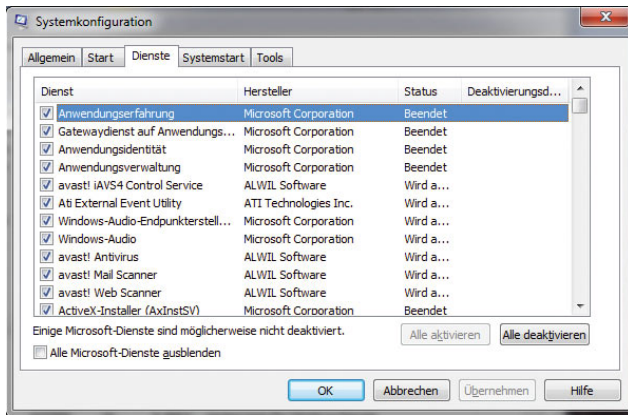 Systemkonfiguration
Allgemein Start Dienste Systemstart Tools
Dienst Hersteller Status Deaktivierungsd...
Anwendungserfahrung Microsoft Corporation Beendet
Gatewaydienst auf Anwendungs... Microsoft Corporation Beendet
Anwendungsidentität Microsoft Corporation Beendet
Anwendungsverwaltung Microsoft Corporation Beendet
avast! iAVS4 Control Service ALWIL Software Wird a...
Ati External Event Utility ATI Technologies Inc. Wird a...
Windows-Audio-Endpunkterstell... Microsoft Corporation Wird a...
Windows-Audio Microsoft Corporation Wird a...
avast! Antivirus ALWIL Software Wird a...
avast! Mail Scanner ALWIL Software Wird a...
avast! Web Scanner ALWIL Software Wird a...
ActiveX-Installer (AxInstSV) Microsoft Corporation Beendet
Einige Microsoft-Dienste sind möglicherweise nicht deaktiviert.
Alle aktivieren Alle deaktivieren
Alle Microsoft-Dienste ausblenden
OK Abbrechen Übernehmen Hilfe